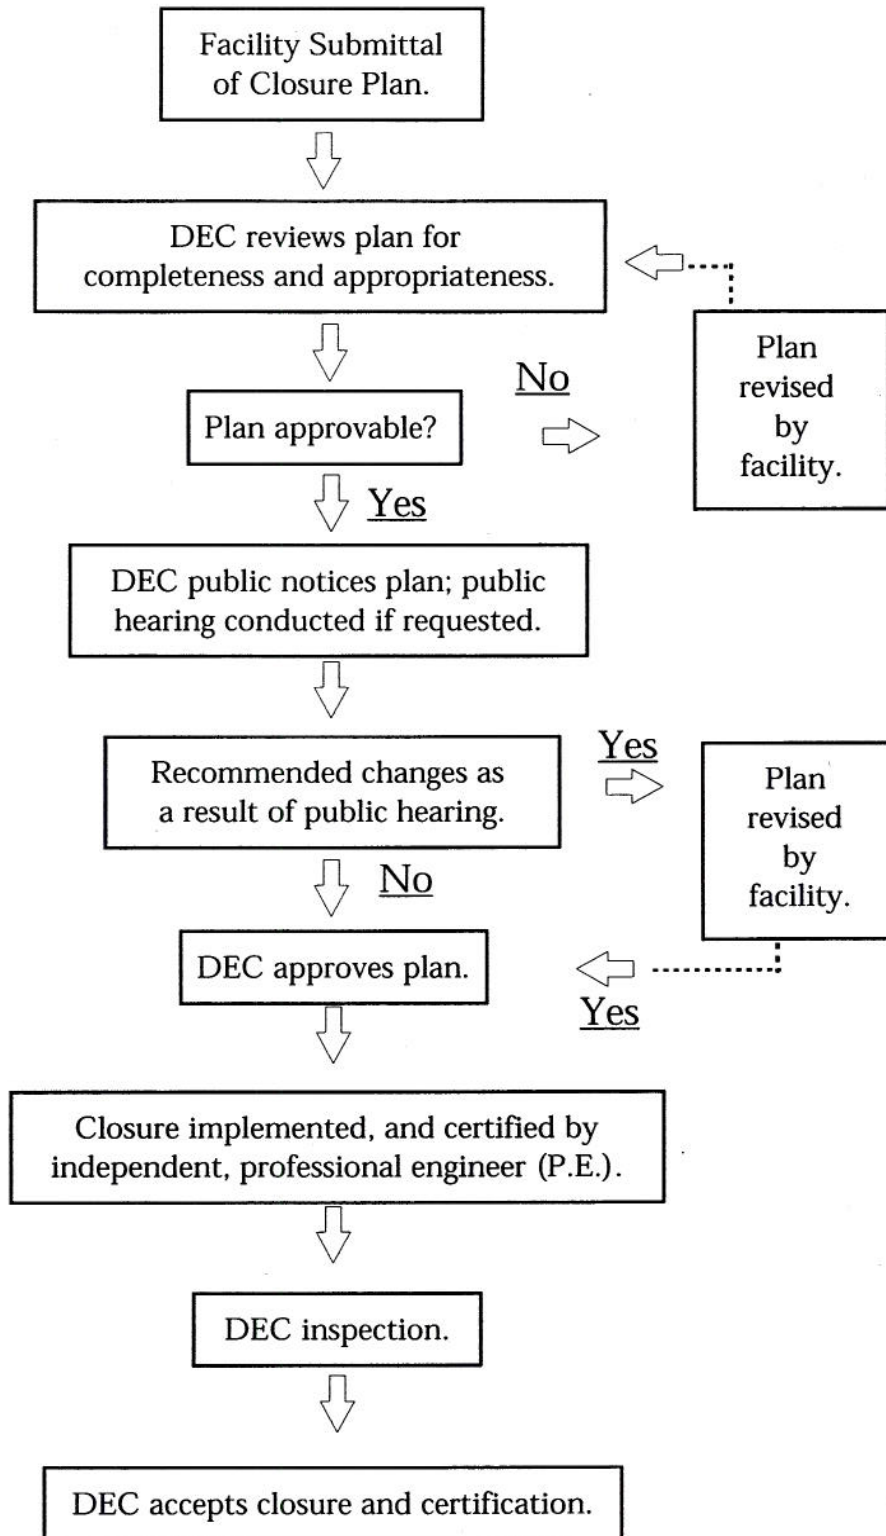 Facility Submittal
of Closure Plan.
DEC reviews plan for
completeness and appropriateness.
Plan approvable?
No
Plan
revised
by
facility.
Yes
DEC public notices plan; public
hearing conducted if requested.
Recommended changes as
a result of public hearing.
Yes
Plan
revised
by
facility.
No
DEC approves plan.
Yes
Closure implemented, and certified by
independent, professional engineer (P.E.).
DEC inspection.
DEC accepts closure and certification.